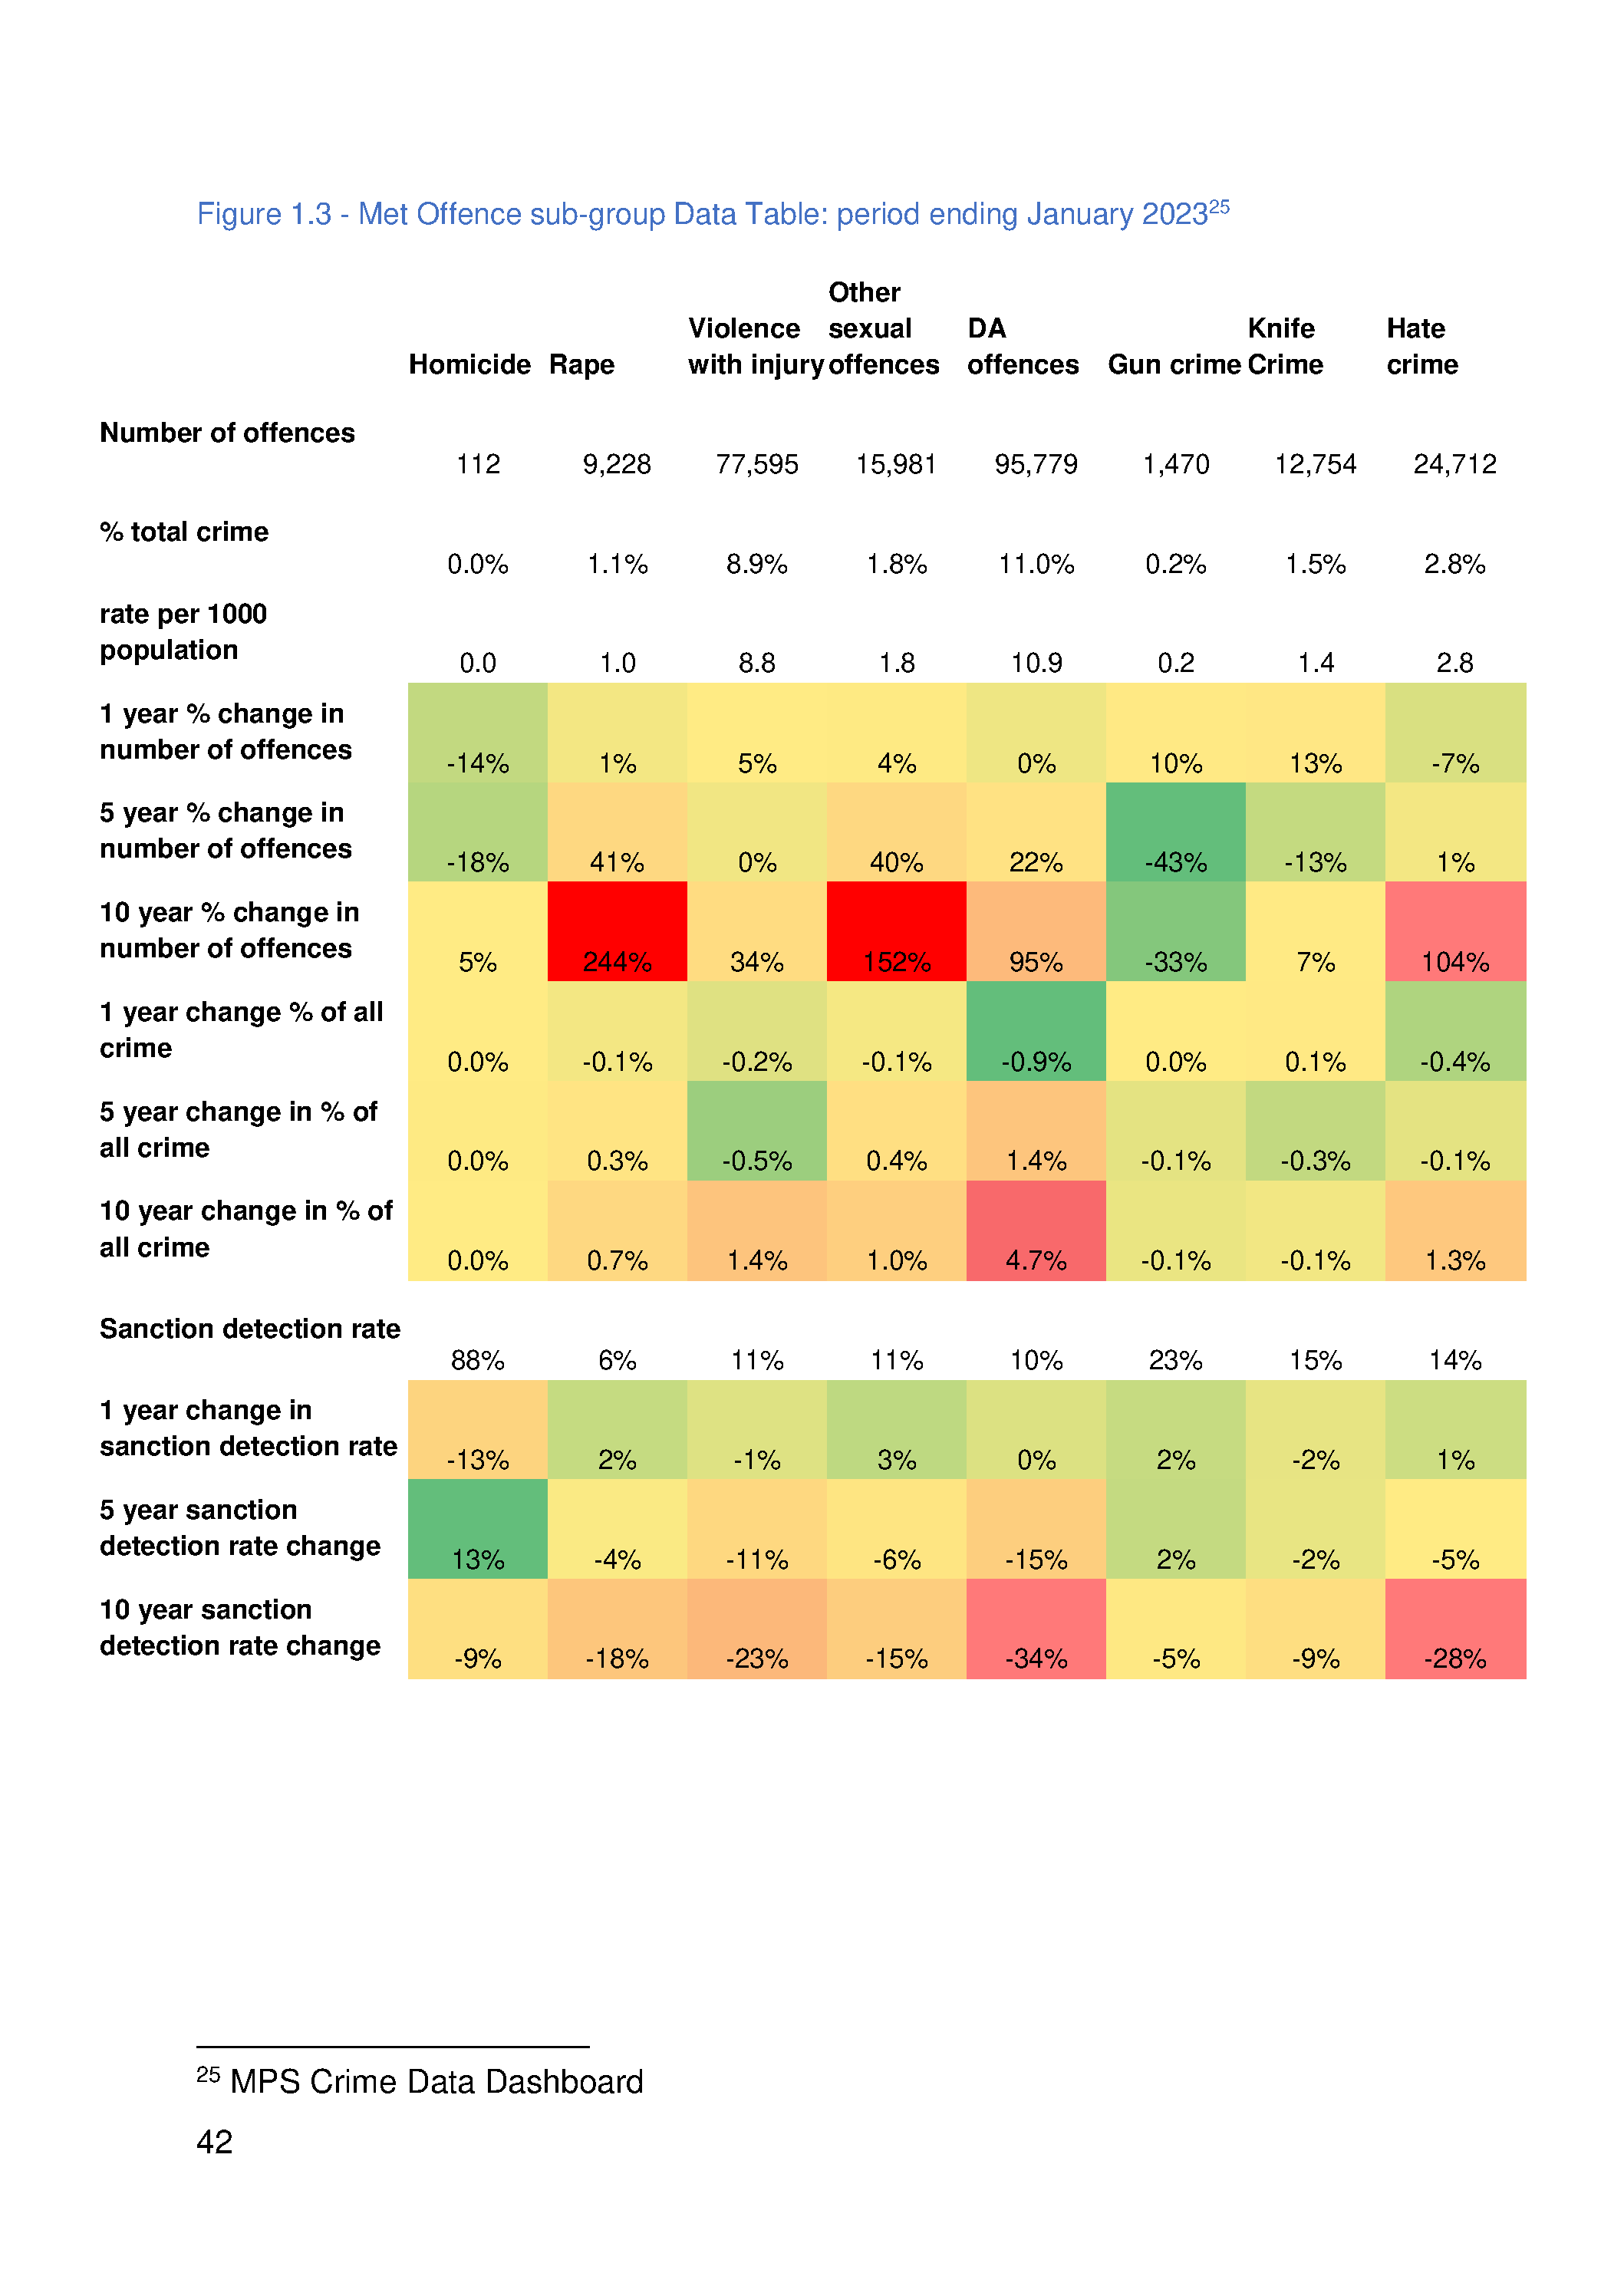 Figure 1.3 - Met Offence sub-group Data Table: period ending January 2023²⁵
Other
Violence sexual DA Knife Hate
Homicide Rape with injury offences offences Gun crime Crime crime
Number of offences
112 9,228 77,595 15,981 95,779 1,470 12,754 24,712
% total crime
0.0% 1.1% 8.9% 1.8% 11.0% 0.2% 1.5% 2.8%
rate per 1000
population
0.0 1.0 8.8 1.8 10.9 0.2 1.4 2.8
1 year % change in
number of offences
-14% 1% 5% 4% 0% 10% 13% -7%
5 year % change in
number of offences
-18% 41% 0% 40% 22% -43% -13% 1%
10 year % change in
number of offences
5% 244% 34% 152% 95% -33% 7% 104%
1 year change % of all
crime
0.0% -0.1% -0.2% -0.1% -0.9% 0.0% 0.1% -0.4%
5 year change in % of
all crime
0.0% 0.3% -0.5% 0.4% 1.4% -0.1% -0.3% -0.1%
10 year change in % of
all crime
0.0% 0.7% 1.4% 1.0% 4.7% -0.1% -0.1% 1.3%
Sanction detection rate
88% 6% 11% 11% 10% 23% 15% 14%
1 year change in
sanction detection rate
-13% 2% -1% 3% 0% 2% -2% 1%
5 year sanction
detection rate change
13% -4% -11% -6% -15% 2% -2% -5%
10 year sanction
detection rate change
-9% -18% -23% -15% -34% -5% -9% -28%
²⁵ MPS Crime Data Dashboard
42